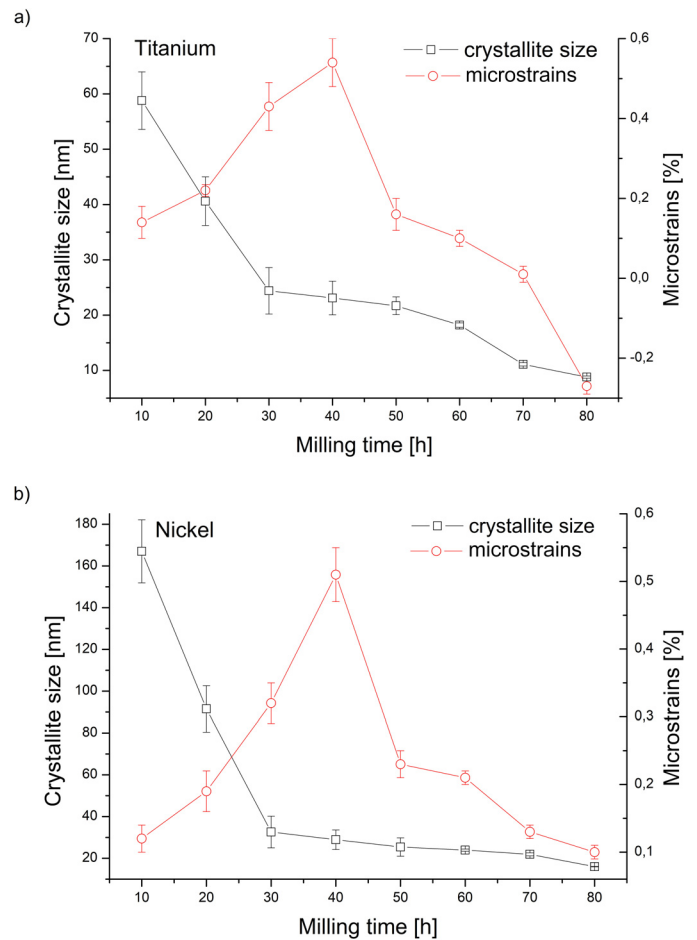 a)
Titanium
crystallite size
microstrains
70
60
50
40
30
20
10
0,6
0,4
0,2
0,0
-0,2
Crystallite size [nm]
Microstrains [%]
10 20 30 40 50 60 70 80
Milling time [h]
b)
Nickel
crystallite size
microstrains
180
160
140
120
100
80
60
40
20
0,6
0,5
0,4
0,3
0,2
0,1
Crystallite size [nm]
Microstrains [%]
10 20 30 40 50 60 70 80
Milling time [h]